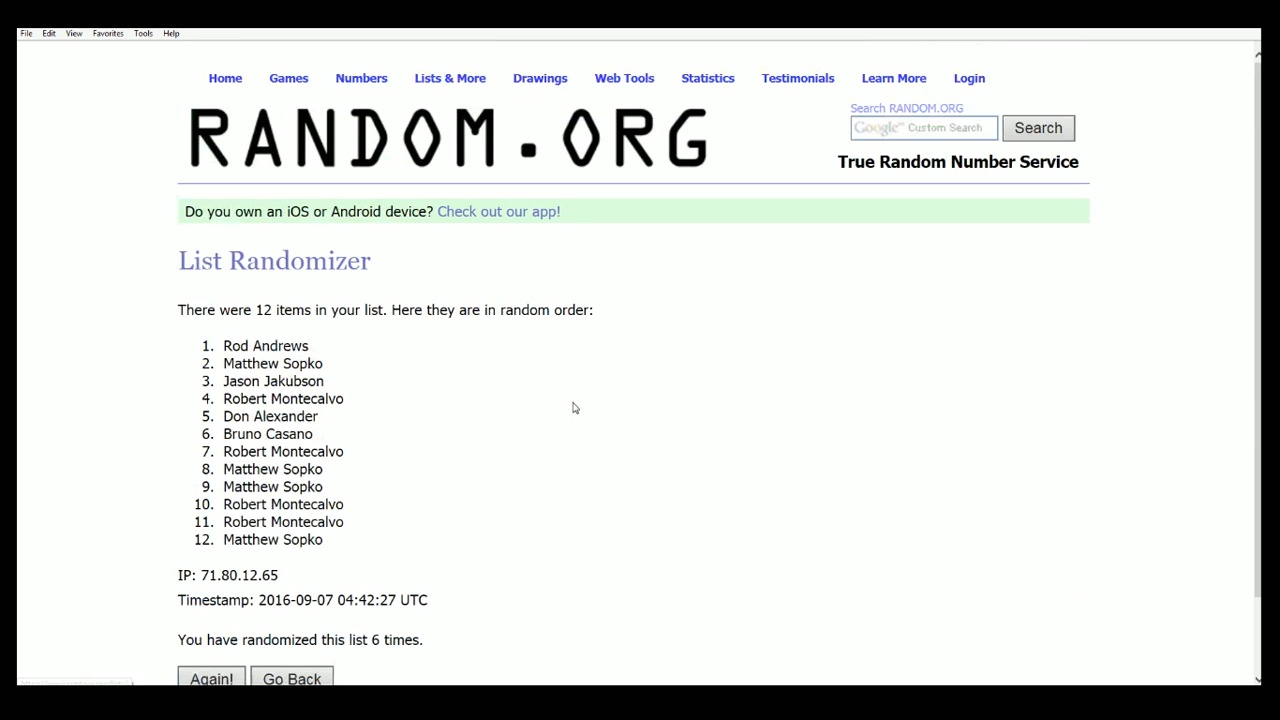 File Edit View Favorites Tools Help
Home Games Numbers Lists & More Drawings Web Tools Statistics Testimonials Learn More Login
RANDOM.ORG
Search RANDOM.ORG
Google™ Custom Search Search
True Random Number Service
Do you own an iOS or Android device? Check out our app!
List Randomizer
There were 12 items in your list. Here they are in random order:
1. Rod Andrews
2. Matthew Sopko
3. Jason Jakubson
4. Robert Montecalvo
5. Don Alexander
6. Bruno Casano
7. Robert Montecalvo
8. Matthew Sopko
9. Matthew Sopko
10. Robert Montecalvo
11. Robert Montecalvo
12. Matthew Sopko
IP: 71.80.12.65
Timestamp: 2016-09-07 04:42:27 UTC
You have randomized this list 6 times.
Again! Go Back